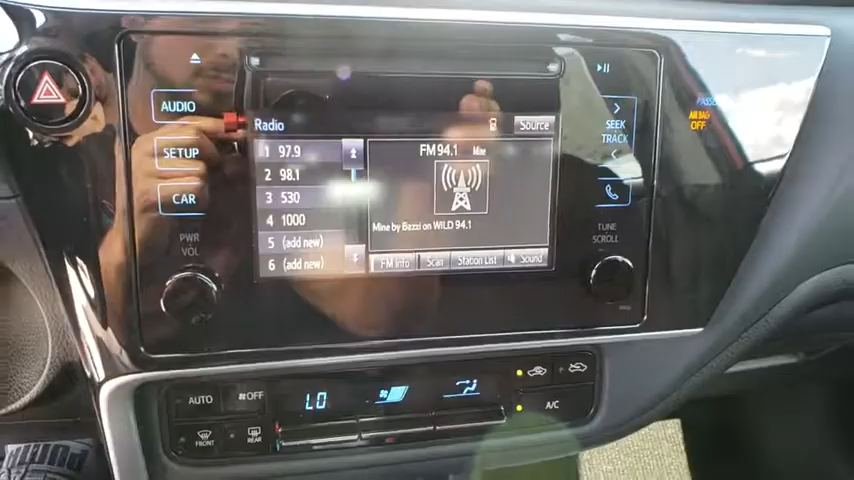 AUDIO
SETUP
CAR
PWR
VOL
Radio
Source
1 97.9
2 98.1
3 530
4 1000
5 (add new)
6 (add new)
FM 94.1 Mine
Mine by Bazzi on WILD 94.1
FM Info
Scan
Station List
Sound
SEEK
TRACK
TUNE
SCROLL
PASSE
AIR BAG
OFF
AUTO
OFF
FRONT
REAR
LO
A/C